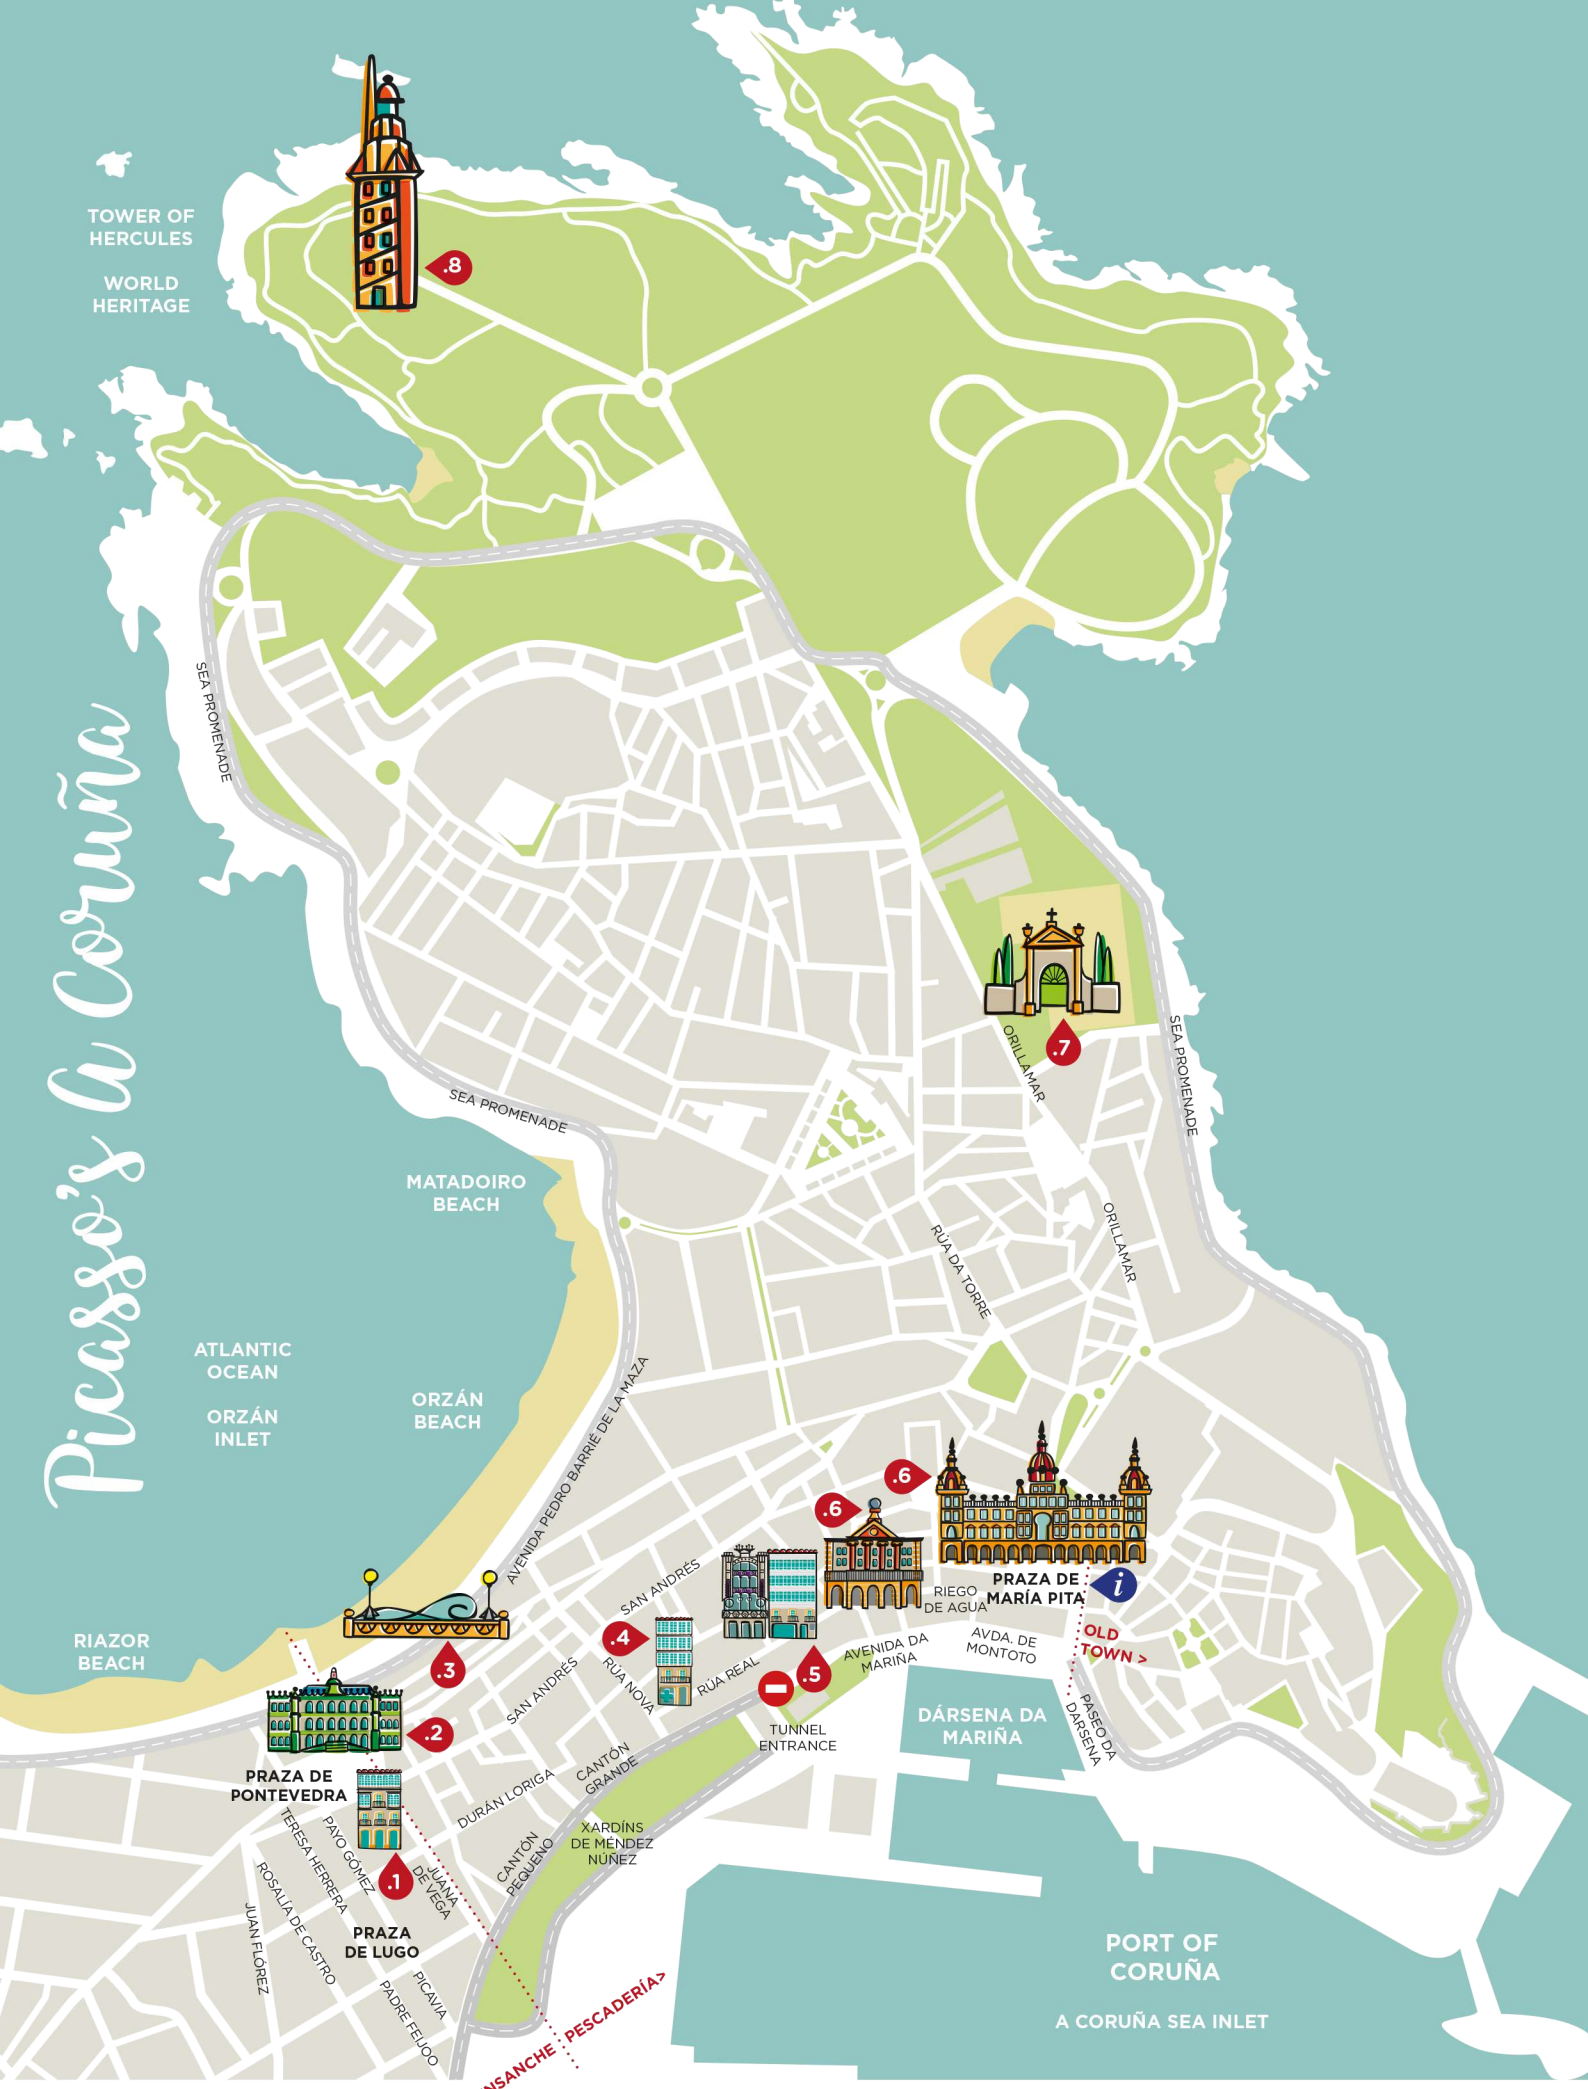 .8
TOWER OF
HERCULES
WORLD
HERITAGE
SEA PROMENADE
Picasso's A Coruña
ORILLAMAR
.7
SEA PROMENADE
SEA PROMENADE
MATADOIRO
BEACH
ORILLAMAR
RÚA DA TORRE
ATLANTIC
OCEAN
ORZÁN
INLET
ORZÁN
BEACH
AVENIDA PEDRO BARRIÉ DE LA MAZA
.6
.6
SAN ANDRÉS
PRAZA DE
MARÍA PITA
i
RIEGO
DE AGUA
RIAZOR
BEACH
.3
.4
SAN ANDRÉS
RÚA NOVA
RÚA REAL
.5
AVENIDA DA
MARIÑA
AVDA. DE
MONTOTO
OLD
TOWN >
.2
TUNNEL
ENTRANCE
DÁRSENA DA
MARIÑA
PASEO DA
DARSENA
PRAZA DE
PONTEVEDRA
DURÁN LORIGA
CANTÓN
GRANDE
XARDÍNS
DE MÉNDEZ
NÚÑEZ
CANTÓN
PEQUEÑO
TERESA HERRERA
PAYO GÓMEZ
.1
JUANA
DE VEGA
ROSALÍA DE CASTRO
JUAN FLÓREZ
PRAZA
DE LUGO
PICAVIA
PADRE FEIJOO
PORT OF
CORUÑA
A CORUÑA SEA INLET
PESCADERÍA>